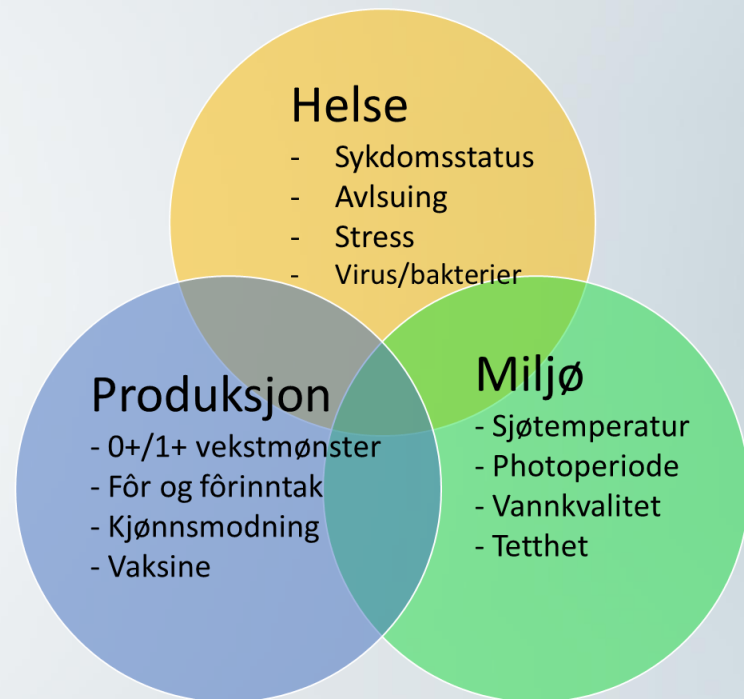 Helse
- Sykdomsstatus
- Avlsuing
- Stress
- Virus/bakterier
Produksjon
- 0+/1+ vekstmønster
- Fôr og fôrinntak
- Kjønnsmodning
- Vaksine
Miljø
- Sjøtemperatur
- Photoperiode
- Vannkvalitet
- Tetthet